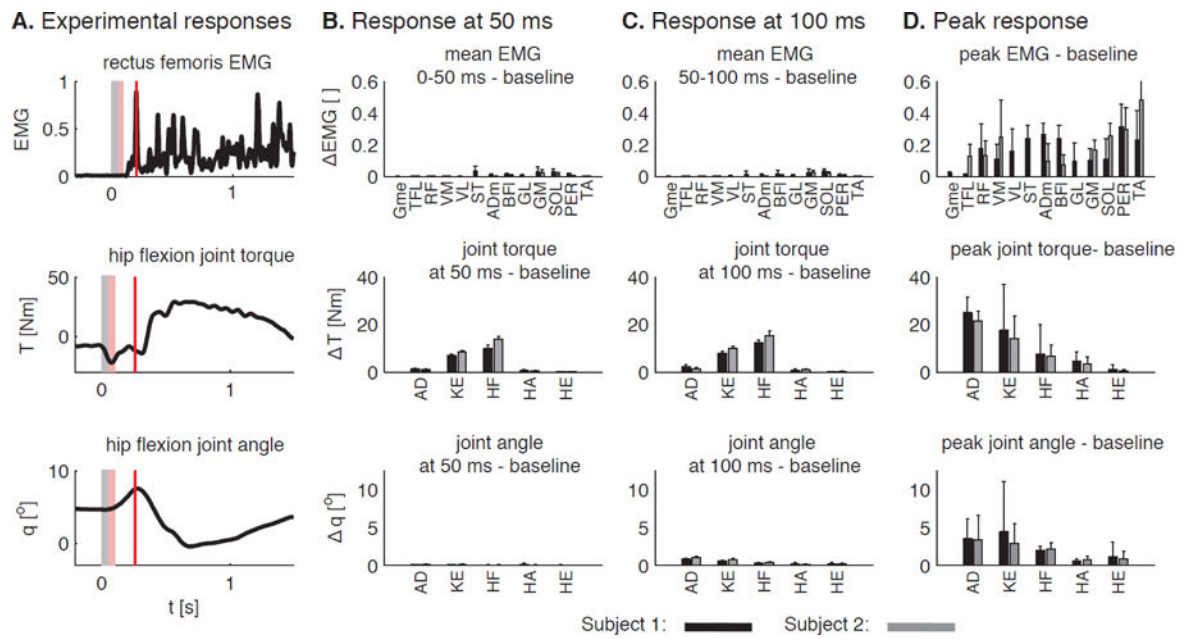 A. Experimental responses
rectus femoris EMG
EMG
1
0.5
0
0
1
hip flexion joint torque
T [Nm]
50
0
0
1
hip flexion joint angle
q [°]
10
0
0
1
t [s]
B. Response at 50 ms
mean EMG
0-50 ms - baseline
ΔEMG [ ]
0.6
0.4
0.2
0
Gme TFL RF VM VL ST ADm BFl GL GM SOL PER TA
joint torque
at 50 ms - baseline
ΔT [Nm]
40
20
0
AD KE HF HA HE
joint angle
at 50 ms - baseline
Δq [°]
10
5
0
AD KE HF HA HE
C. Response at 100 ms
mean EMG
50-100 ms - baseline
0.6
0.4
0.2
0
Gme TFL RF VM VL ST ADm BFl GL GM SOL PER TA
joint torque
at 100 ms - baseline
40
20
0
AD KE HF HA HE
joint angle
at 100 ms - baseline
10
5
0
AD KE HF HA HE
D. Peak response
peak EMG - baseline
0.6
0.4
0.2
0
Gme TFL RF VM VL ST ADm BFl GL GM SOL PER TA
peak joint torque- baseline
40
20
0
AD KE HF HA HE
peak joint angle - baseline
10
5
0
AD KE HF HA HE
Subject 1: Subject 2: